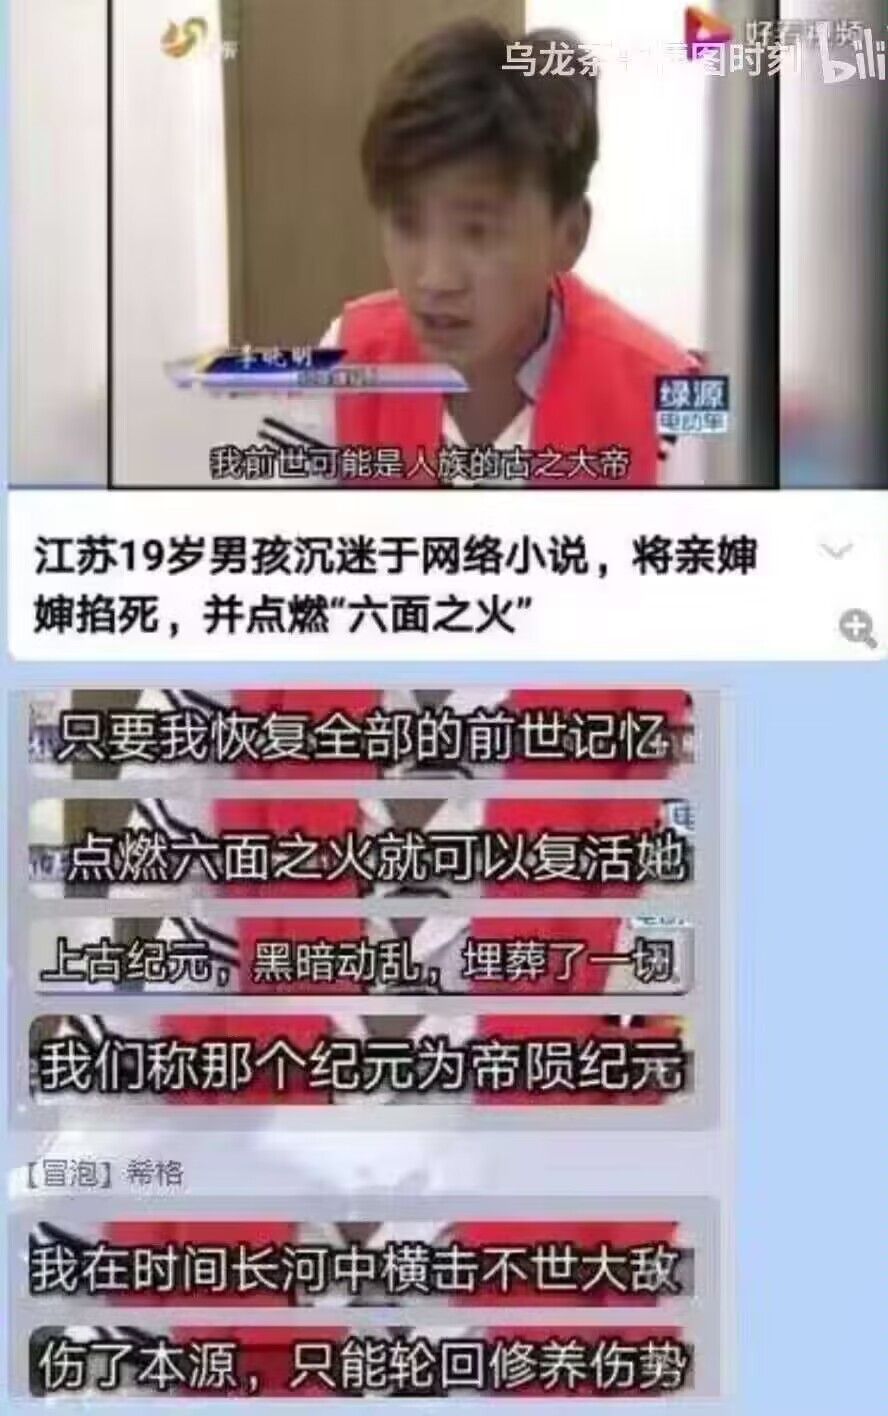 好看视频
乌龙茶
图时刻 bili
李晓明
绿源
电动车
我前世可能是人族的古之大帝
江苏19岁男孩沉迷于网络小说，将亲婶
婶掐死，并点燃“六面之火”
只要我恢复全部的前世记忆
点燃六面之火就可以复活她
上古纪元，黑暗动乱，埋葬了一切
我们称那个纪元为帝陨纪元
【冒泡】希格
我在时间长河中横击不世大敌
伤了本源，只能轮回修养伤势